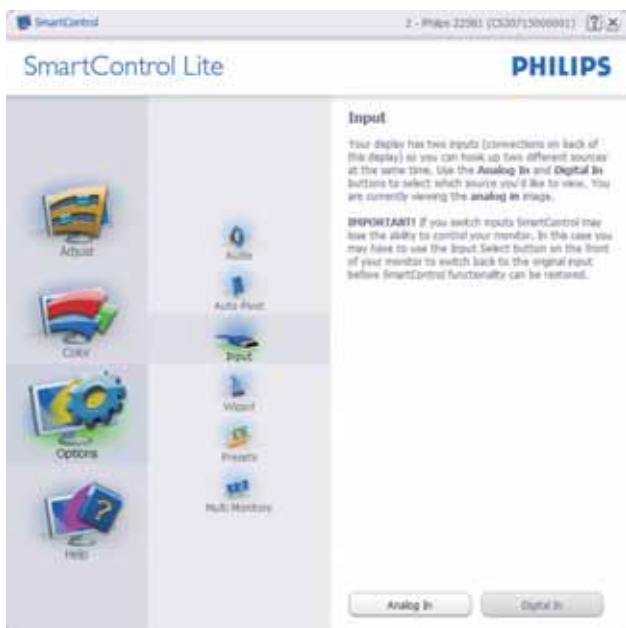 SmartControl
2 - Philips 225B1
SmartControl Lite
PHILIPS
Adjust
Color
Options
Help
Audio
Auto Pivot
Input
Wizard
Presets
Multi Monitors
Input
Your display has two inputs (connections on back of
this display) so you can hook up two different sources
at the same time. Use the Analog In and Digital In
buttons to select which source you'd like to view. You
are currently viewing the analog in image.
IMPORTANT! If you switch inputs SmartControl may
lose the ability to control your monitor. In this case you
may have to use the Input Select button on the front
of your monitor to switch back to the original input
before SmartControl functionality can be restored.
Analog In
Digital In